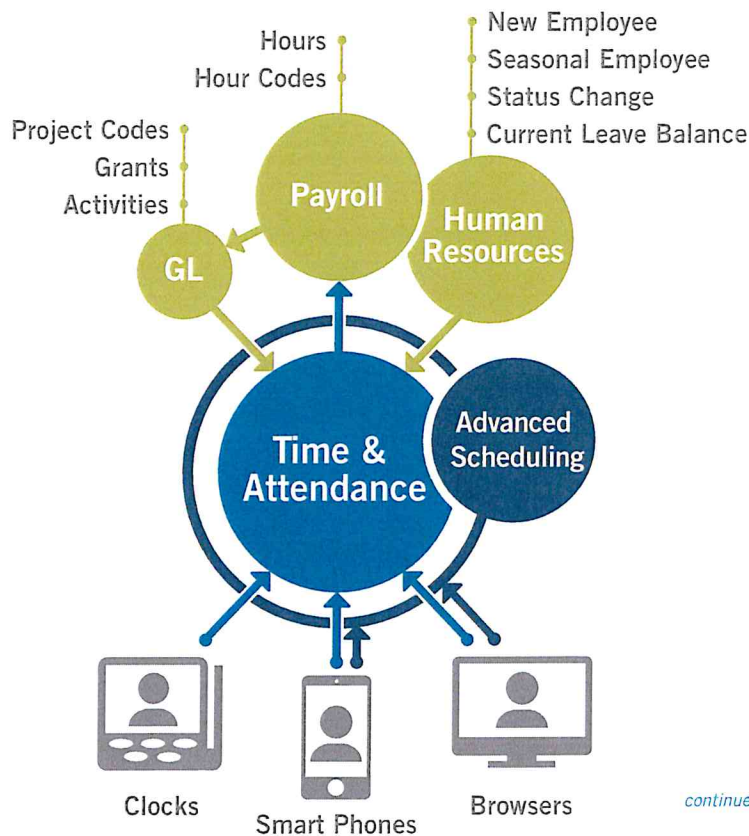 Hours
Hour Codes
New Employee
Seasonal Employee
Status Change
Current Leave Balance
Project Codes
Grants
Activities
Payroll
Human
Resources
GL
Time &
Attendance
Advanced
Scheduling
Clocks
Smart Phones
Browsers
continue